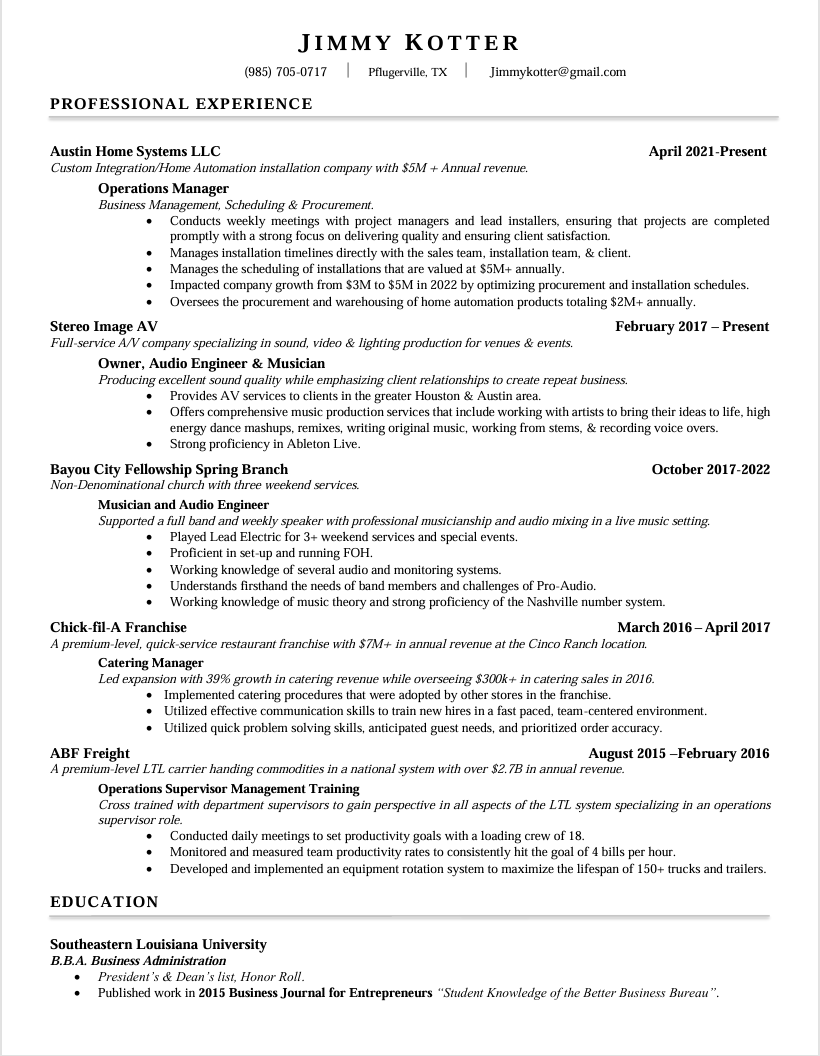 JIMMY KOTTER
(985) 705-0717 | Pflugerville, TX | Jimmykotter@gmail.com
PROFESSIONAL EXPERIENCE
Austin Home Systems LLC April 2021-Present
Custom Integration/Home Automation installation company with $5M + Annual revenue.
Operations Manager
Business Management, Scheduling & Procurement.
• Conducts weekly meetings with project managers and lead installers, ensuring that projects are completed
promptly with a strong focus on delivering quality and ensuring client satisfaction.
• Manages installation timelines directly with the sales team, installation team, & client.
• Manages the scheduling of installations that are valued at $5M+ annually.
• Impacted company growth from $3M to $5M in 2022 by optimizing procurement and installation schedules.
• Oversees the procurement and warehousing of home automation products totaling $2M+ annually.
Stereo Image AV February 2017 – Present
Full-service A/V company specializing in sound, video & lighting production for venues & events.
Owner, Audio Engineer & Musician
Producing excellent sound quality while emphasizing client relationships to create repeat business.
• Provides AV services to clients in the greater Houston & Austin area.
• Offers comprehensive music production services that include working with artists to bring their ideas to life, high
energy dance mashups, remixes, writing original music, working from stems, & recording voice overs.
• Strong proficiency in Ableton Live.
Bayou City Fellowship Spring Branch October 2017-2022
Non-Denominational church with three weekend services.
Musician and Audio Engineer
Supported a full band and weekly speaker with professional musicianship and audio mixing in a live music setting.
• Played Lead Electric for 3+ weekend services and special events.
• Proficient in set-up and running FOH.
• Working knowledge of several audio and monitoring systems.
• Understands firsthand the needs of band members and challenges of Pro-Audio.
• Working knowledge of music theory and strong proficiency of the Nashville number system.
Chick-fil-A Franchise March 2016 – April 2017
A premium-level, quick-service restaurant franchise with $7M+ in annual revenue at the Cinco Ranch location.
Catering Manager
Led expansion with 39% growth in catering revenue while overseeing $300k+ in catering sales in 2016.
• Implemented catering procedures that were adopted by other stores in the franchise.
• Utilized effective communication skills to train new hires in a fast paced, team-centered environment.
• Utilized quick problem solving skills, anticipated guest needs, and prioritized order accuracy.
ABF Freight August 2015 –February 2016
A premium-level LTL carrier handing commodities in a national system with over $2.7B in annual revenue.
Operations Supervisor Management Training
Cross trained with department supervisors to gain perspective in all aspects of the LTL system specializing in an operations
supervisor role.
• Conducted daily meetings to set productivity goals with a loading crew of 18.
• Monitored and measured team productivity rates to consistently hit the goal of 4 bills per hour.
• Developed and implemented an equipment rotation system to maximize the lifespan of 150+ trucks and trailers.
EDUCATION
Southeastern Louisiana University
B.B.A. Business Administration
• President's & Dean's list, Honor Roll.
• Published work in 2015 Business Journal for Entrepreneurs “Student Knowledge of the Better Business Bureau”.